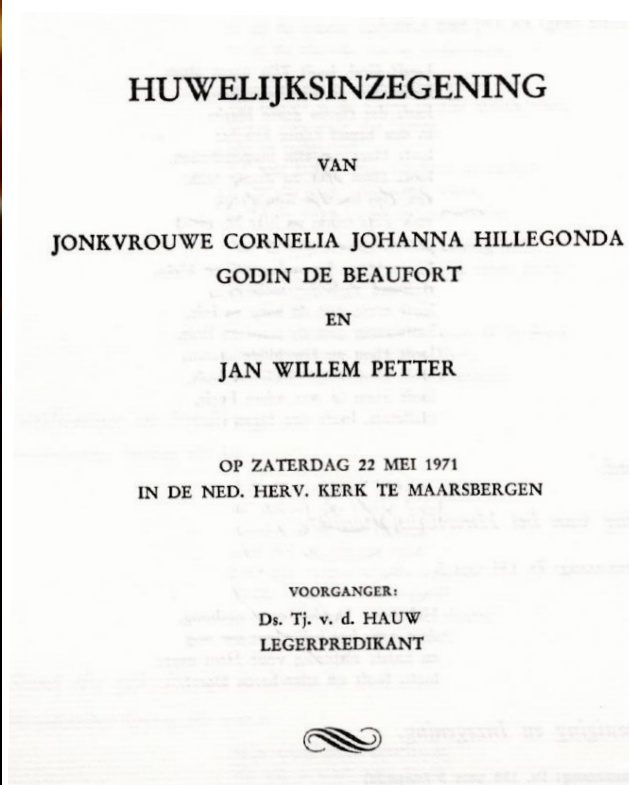 HUWELIJKSINZEGENING
VAN
JONKVROUWE CORNELIA JOHANNA HILLEGONDA
GODIN DE BEAUFORT
EN
JAN WILLEM PETTER
OP ZATERDAG 22 MEI 1971
IN DE NED. HERV. KERK TE MAARSBERGEN
VOORGANGER:
Ds. Tj. v. d. HAUW
LEGERPREDIKANT